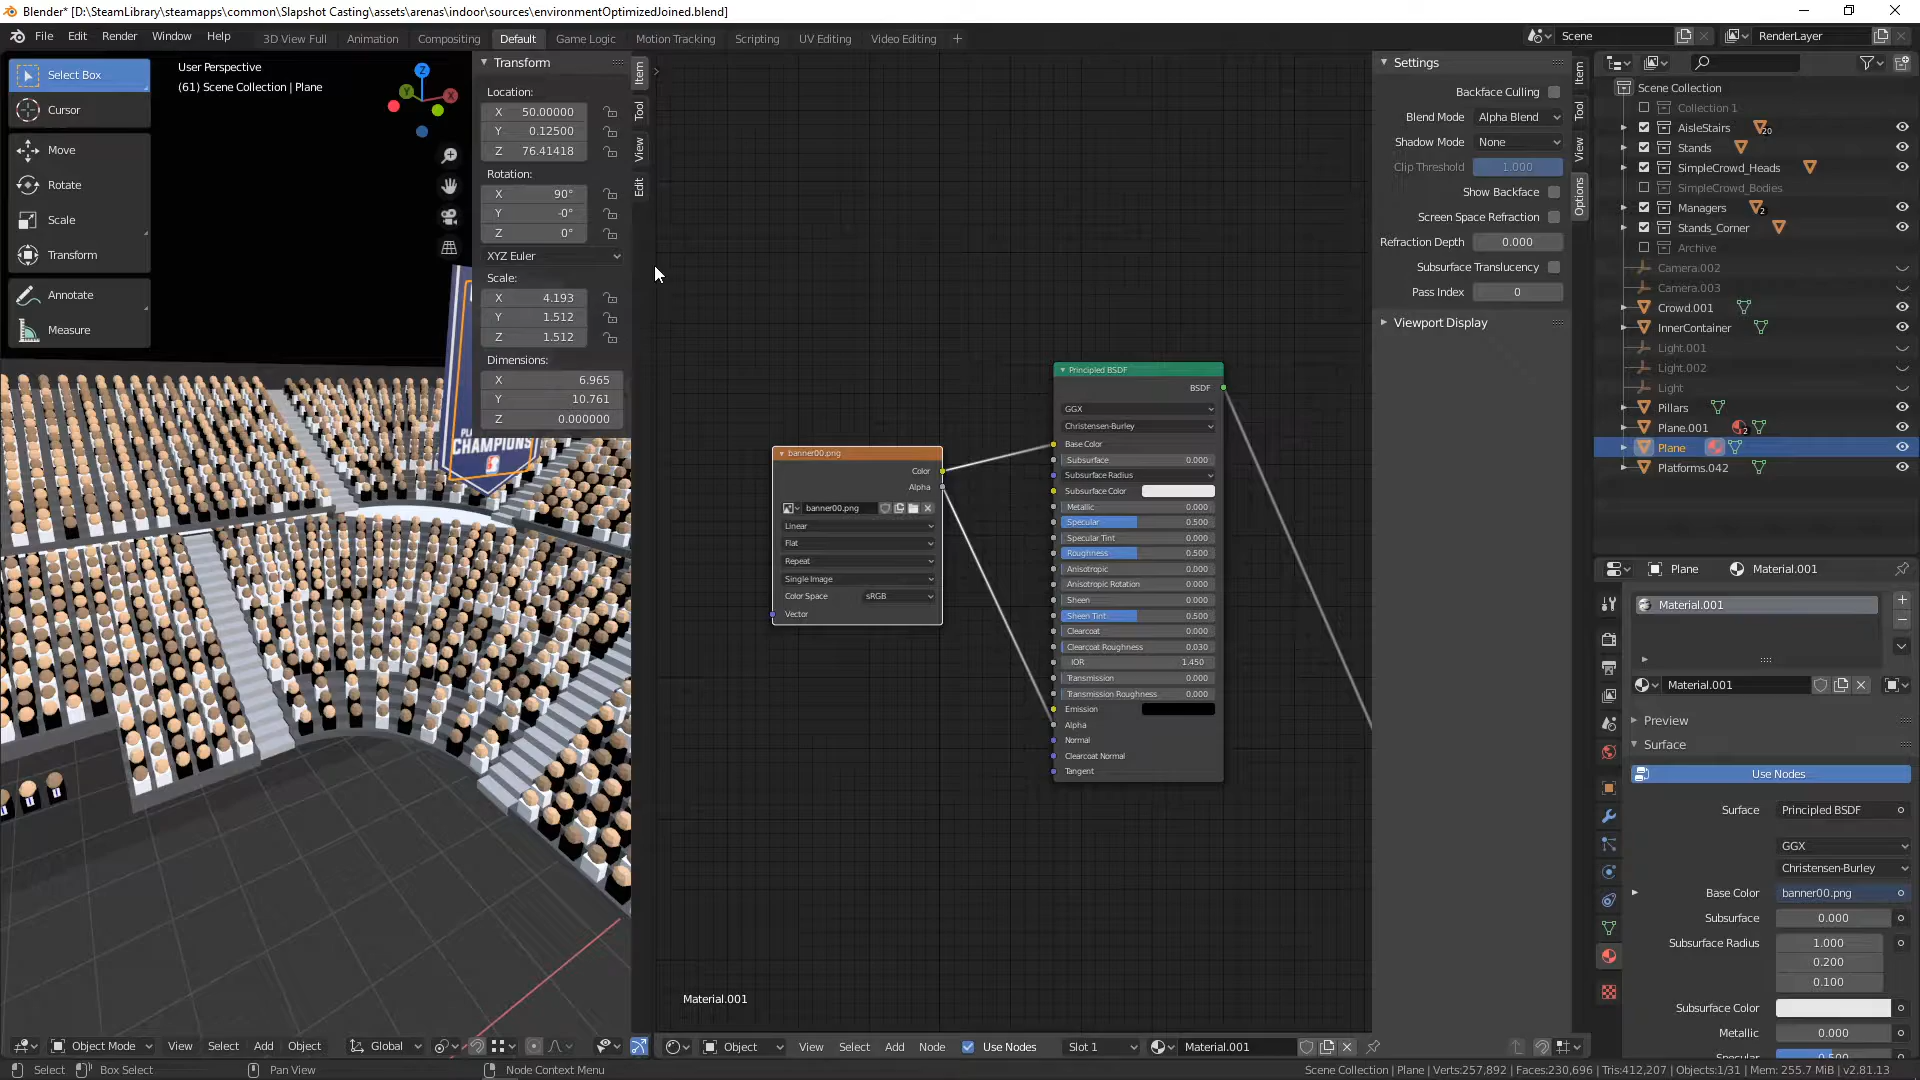 Blender* [D:\SteamLibrary\steamapps\common\Slapshot Casting\assets\arenas\indoor\sources\environmentOptimizedJoined.blend]
File Edit Render Window Help 3D View Full Animation Compositing Default Game Logic Motion Tracking Scripting UV Editing Video Editing + Scene RenderLayer
Select Box
Cursor
Move
Rotate
Scale
Transform
Annotate
Measure
User Perspective
(61) Scene Collection | Plane
Z
X
Y
CHAMPIONS
Transform
Location:
X 50.00000
Y 0.12500
Z 76.41418
Rotation:
X 90°
Y -0°
Z 0°
XYZ Euler
Scale:
X 4.193
Y 1.512
Z 1.512
Dimensions:
X 6.965
Y 10.761
Z 0.000000
Item
Tool
View
Edit
banner00.png
Color
Alpha
banner00.png
Linear
Flat
Repeat
Single Image
Color Space sRGB
Vector
Principled BSDF
BSDF
GGX
Christensen-Burley
Base Color
Subsurface 0.000
Subsurface Radius
Subsurface Color
Metallic 0.000
Specular 0.500
Specular Tint 0.000
Roughness 0.500
Anisotropic 0.000
Anisotropic Rotation 0.000
Sheen 0.000
Sheen Tint 0.500
Clearcoat 0.000
Clearcoat Roughness 0.030
IOR 1.450
Transmission 0.000
Transmission Roughness 0.000
Emission
Alpha
Normal
Clearcoat Normal
Tangent
Material.001
Settings
Backface Culling
Blend Mode Alpha Blend
Shadow Mode None
Clip Threshold 1.000
Show Backface
Screen Space Refraction
Refraction Depth 0.000
Subsurface Translucency
Pass Index 0
Viewport Display
Item
Tool
View
Options
Scene Collection
Collection 1
AisleStairs 20
Stands
SimpleCrowd_Heads
SimpleCrowd_Bodies
Managers 2
Stands_Corner
Archive
Camera.002
Camera.003
Crowd.001
InnerContainer
Light.001
Light.002
Light
Pillars
Plane.001 2
Plane
Platforms.042
Plane Material.001
Material.001
Material.001
Preview
Surface
Use Nodes
Surface Principled BSDF
GGX
Christensen-Burley
Base Color banner00.png
Subsurface 0.000
Subsurface Radius 1.000
0.200
0.100
Subsurface Color
Metallic 0.000
Specular 0.500
Object Mode View Select Add Object Global
Object View Select Add Node Use Nodes Slot 1 Material.001
Select Box Select Pan View Node Context Menu
Scene Collection | Plane | Verts:257,892 | Faces:230,696 | Tris:412,207 | Objects:1/31 | Mem: 255.7 MiB | v2.81.13